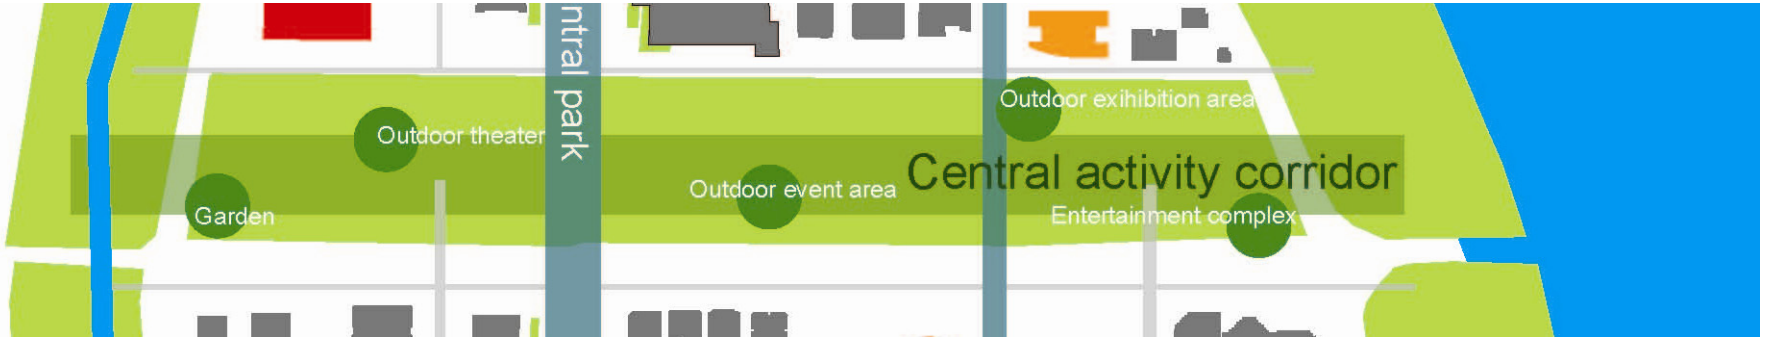 ntral park
Outdoor exihibition area
Outdoor theater
Central activity corridor
Outdoor event area
Garden
Entertainment complex